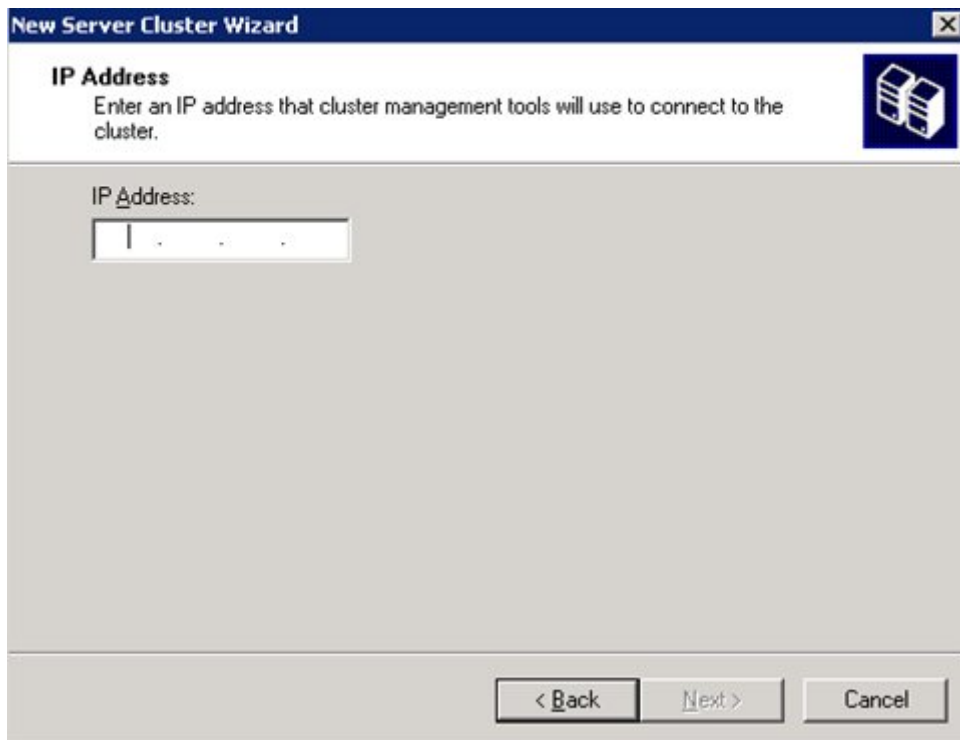 New Server Cluster Wizard
IP Address
Enter an IP address that cluster management tools will use to connect to the
cluster.
IP Address:
. . .
< Back Next > Cancel